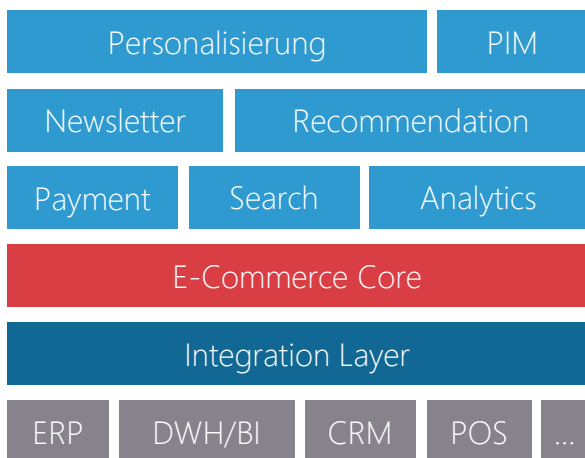 Personalisierung PIM
Newsletter Recommendation
Payment Search Analytics
E-Commerce Core
Integration Layer
ERP DWH/BI CRM POS ...